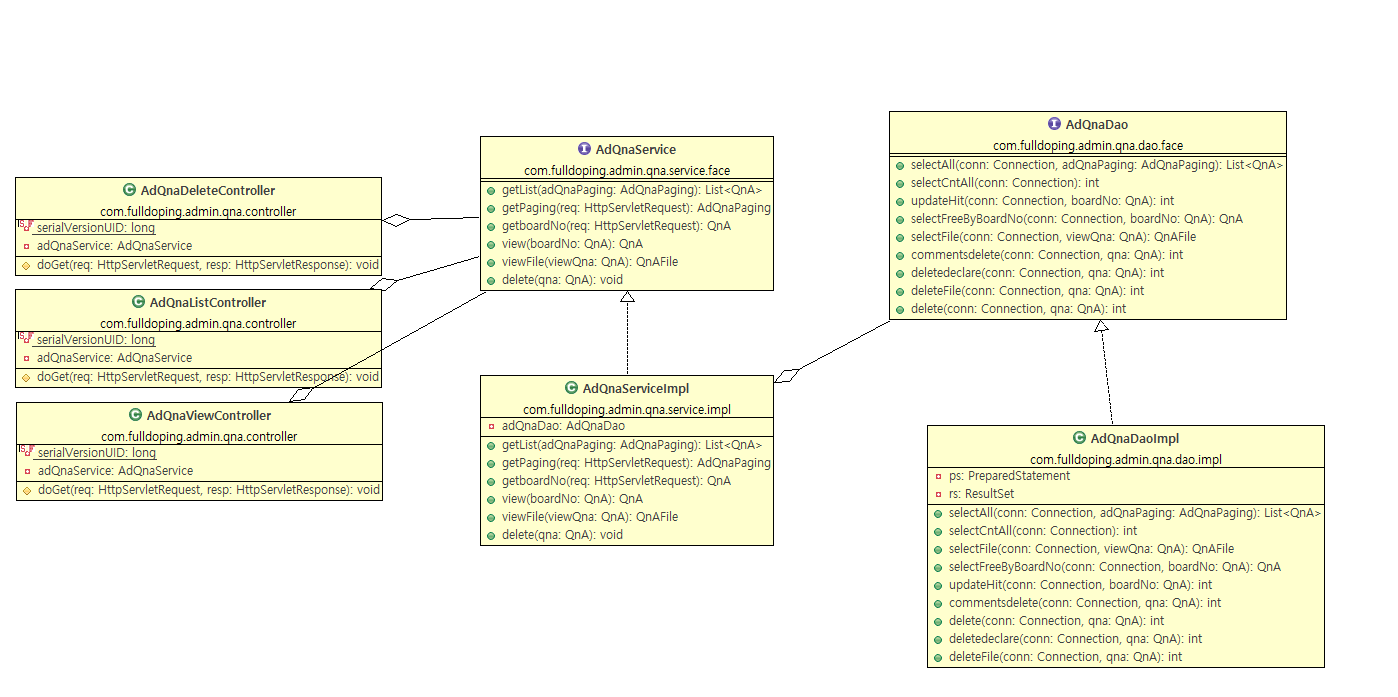 AdQnaDeleteController
com.fulldoping.admin.qna.controller
serialVersionUID: long
adQnaService: AdQnaService
doGet(req: HttpServletRequest, resp: HttpServletResponse): void
AdQnaListController
com.fulldoping.admin.qna.controller
serialVersionUID: long
adQnaService: AdQnaService
doGet(req: HttpServletRequest, resp: HttpServletResponse): void
AdQnaViewController
com.fulldoping.admin.qna.controller
serialVersionUID: long
adQnaService: AdQnaService
doGet(req: HttpServletRequest, resp: HttpServletResponse): void
AdQnaService
com.fulldoping.admin.qna.service.face
getList(adQnaPaging: AdQnaPaging): List<QnA>
getPaging(req: HttpServletRequest): AdQnaPaging
getboardNo(req: HttpServletRequest): QnA
view(boardNo: QnA): QnA
viewFile(viewQna: QnA): QnAFile
delete(qna: QnA): void
AdQnaServiceImpl
com.fulldoping.admin.qna.service.impl
adQnaDao: AdQnaDao
getList(adQnaPaging: AdQnaPaging): List<QnA>
getPaging(req: HttpServletRequest): AdQnaPaging
getboardNo(req: HttpServletRequest): QnA
view(boardNo: QnA): QnA
viewFile(viewQna: QnA): QnAFile
delete(qna: QnA): void
AdQnaDao
com.fulldoping.admin.qna.dao.face
selectAll(conn: Connection, adQnaPaging: AdQnaPaging): List<QnA>
selectCntAll(conn: Connection): int
updateHit(conn: Connection, boardNo: QnA): int
selectFreeByBoardNo(conn: Connection, boardNo: QnA): QnA
selectFile(conn: Connection, viewQna: QnA): QnAFile
commentsdelete(conn: Connection, qna: QnA): int
deletedeclare(conn: Connection, qna: QnA): int
deleteFile(conn: Connection, qna: QnA): int
delete(conn: Connection, qna: QnA): int
AdQnaDaoImpl
com.fulldoping.admin.qna.dao.impl
ps: PreparedStatement
rs: ResultSet
selectAll(conn: Connection, adQnaPaging: AdQnaPaging): List<QnA>
selectCntAll(conn: Connection): int
selectFile(conn: Connection, viewQna: QnA): QnAFile
selectFreeByBoardNo(conn: Connection, boardNo: QnA): QnA
updateHit(conn: Connection, boardNo: QnA): int
commentsdelete(conn: Connection, qna: QnA): int
delete(conn: Connection, qna: QnA): int
deletedeclare(conn: Connection, qna: QnA): int
deleteFile(conn: Connection, qna: QnA): int